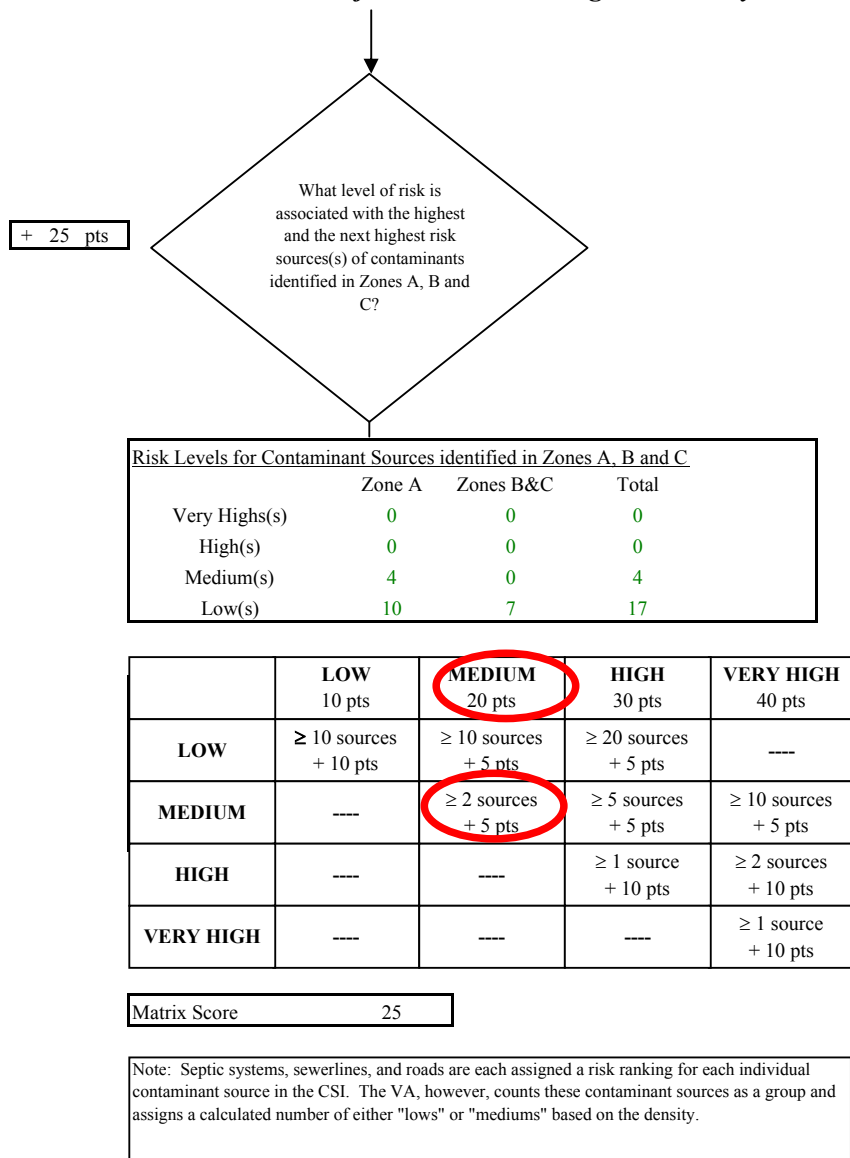 What level of risk is
associated with the highest
and the next highest risk
sources(s) of contaminants
identified in Zones A, B and
C?
+ 25 pts
Risk Levels for Contaminant Sources identified in Zones A, B and C
Zone A Zones B&C Total
Very Highs(s) 0 0 0
High(s) 0 0 0
Medium(s) 4 0 4
Low(s) 10 7 17
LOW MEDIUM HIGH VERY HIGH
10 pts 20 pts 30 pts 40 pts
LOW ≥ 10 sources + 10 pts ≥ 10 sources + 5 pts ≥ 20 sources + 5 pts ----
MEDIUM ---- ≥ 2 sources + 5 pts ≥ 5 sources + 5 pts ≥ 10 sources + 5 pts
HIGH ---- ---- ≥ 1 source + 10 pts ≥ 2 sources + 10 pts
VERY HIGH ---- ---- ---- ≥ 1 source + 10 pts
Matrix Score 25
Note: Septic systems, sewerlines, and roads are each assigned a risk ranking for each individual
contaminant source in the CSI. The VA, however, counts these contaminant sources as a group and
assigns a calculated number of either "lows" or "mediums" based on the density.